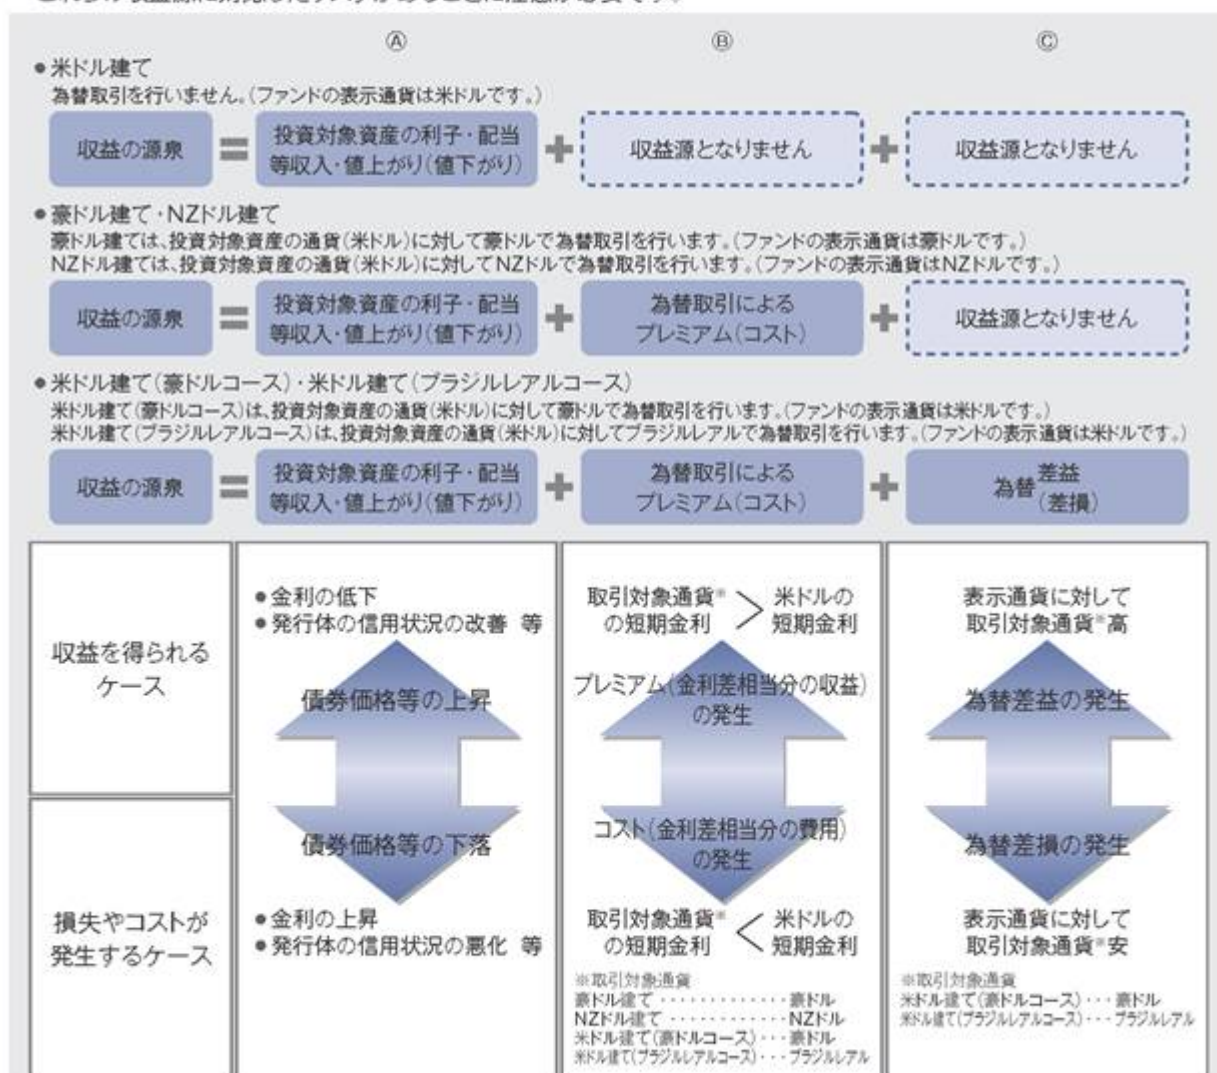 Ⓐ Ⓑ Ⓒ
●米ドル建て
為替取引を行いません。(ファンドの表示通貨は米ドルです。)
収益の源泉 = 投資対象資産の利子・配当 + 収益源となりません + 収益源となりません
等収入・値上がり(値下がり)
●豪ドル建て・NZドル建て
豪ドル建ては、投資対象資産の通貨(米ドル)に対して豪ドルで為替取引を行います。(ファンドの表示通貨は豪ドルです。)
NZドル建ては、投資対象資産の通貨(米ドル)に対してNZドルで為替取引を行います。(ファンドの表示通貨はNZドルです。)
収益の源泉 = 投資対象資産の利子・配当 + 為替取引による + 収益源となりません
等収入・値上がり(値下がり) プレミアム(コスト)
●米ドル建て(豪ドルコース)・米ドル建て(ブラジルレアルコース)
米ドル建て(豪ドルコース)は、投資対象資産の通貨(米ドル)に対して豪ドルで為替取引を行います。(ファンドの表示通貨は米ドルです。)
米ドル建て(ブラジルレアルコース)は、投資対象資産の通貨(米ドル)に対してブラジルレアルで為替取引を行います。(ファンドの表示通貨は米ドルです。)
収益の源泉 = 投資対象資産の利子・配当 + 為替取引による + 為替 差益
等収入・値上がり(値下がり) プレミアム(コスト) (差損)
収益を得られる
ケース
●金利の低下
●発行体の信用状況の改善 等
債券価格等の上昇
取引対象通貨※ > 米ドルの
の短期金利 短期金利
プレミアム(金利差相当分の収益)
の発生
表示通貨に対して
取引対象通貨※高
為替差益の発生
損失やコストが
発生するケース
債券価格等の下落
●金利の上昇
●発行体の信用状況の悪化 等
コスト(金利差相当分の費用)
の発生
取引対象通貨※ < 米ドルの
の短期金利 短期金利
※取引対象通貨
豪ドル建て・・・・・・・・・・・・・豪ドル
NZドル建て・・・・・・・・・・・・NZドル
米ドル建て(豪ドルコース)・・・豪ドル
米ドル建て(ブラジルレアルコース)・・・ブラジルレアル
為替差損の発生
表示通貨に対して
取引対象通貨※安
※取引対象通貨
米ドル建て(豪ドルコース)・・・豪ドル
米ドル建て(ブラジルレアルコース)・・・ブラジルレアル